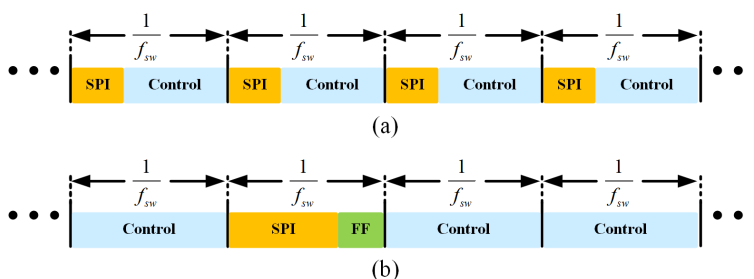 1/f_sw 1/f_sw 1/f_sw 1/f_sw
SPI Control SPI Control SPI Control SPI Control
(a)
1/f_sw 1/f_sw 1/f_sw 1/f_sw
Control SPI FF Control Control
(b)